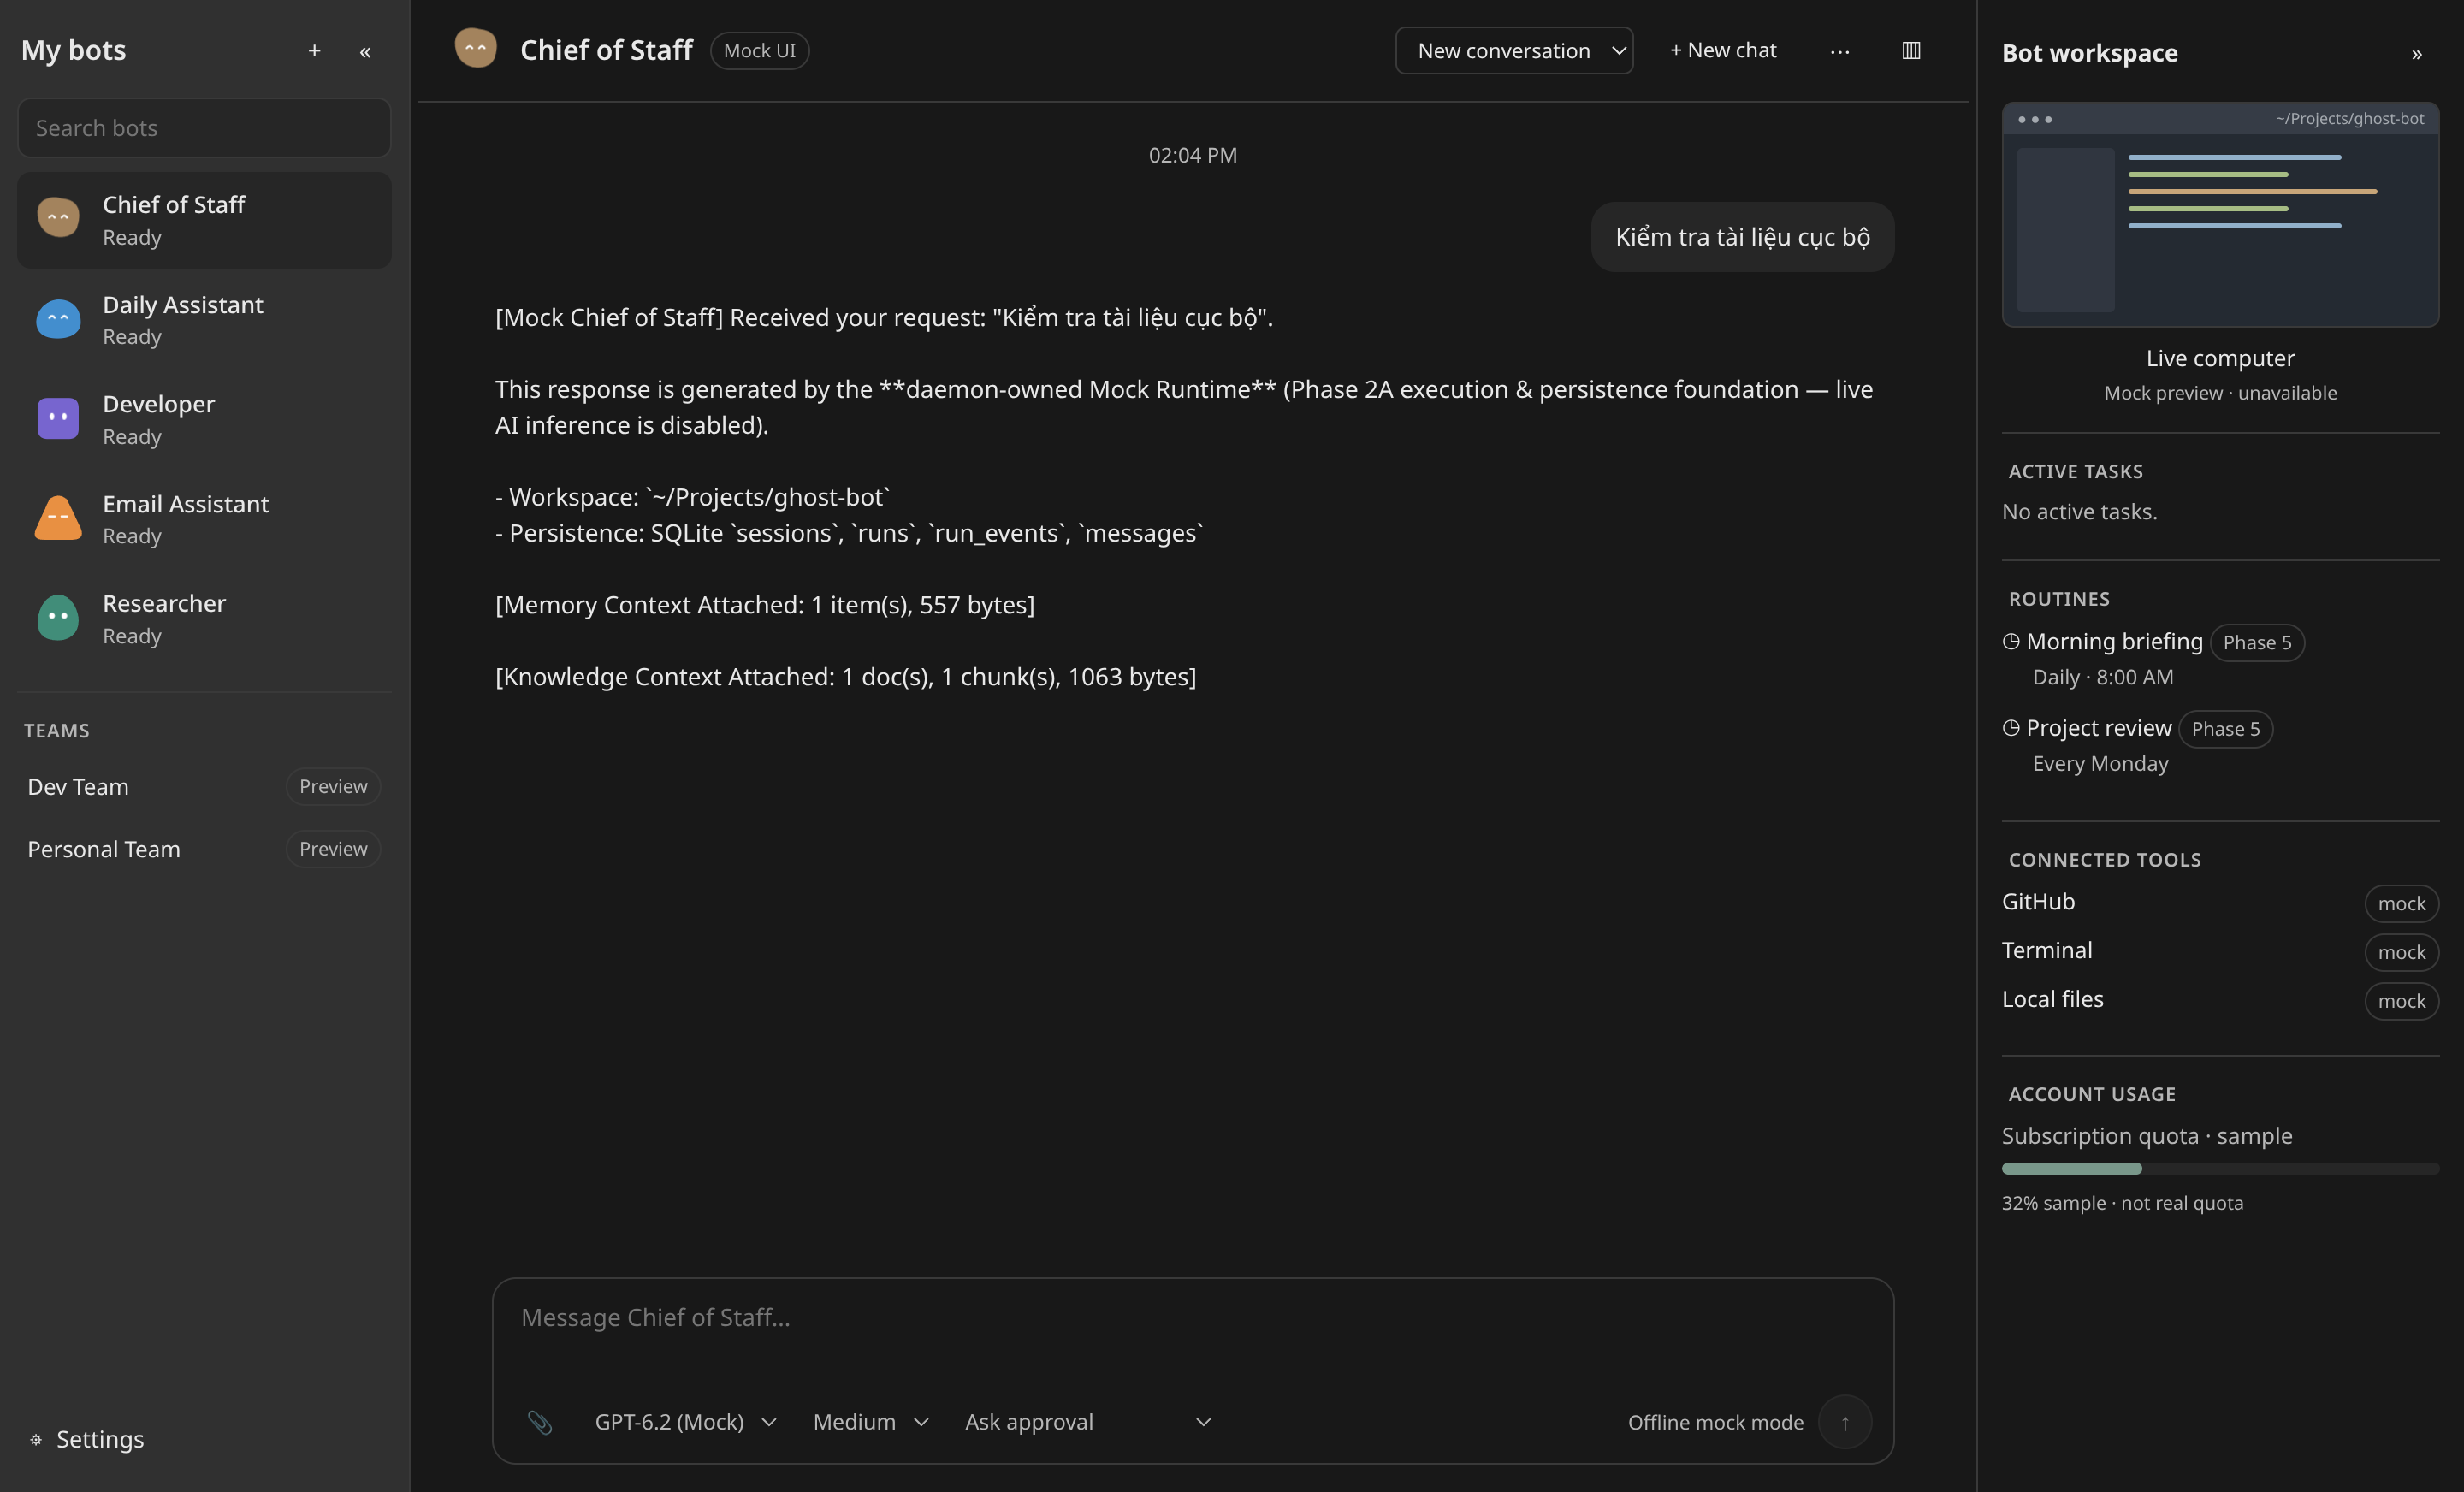 My bots
+
«
Search bots
Chief of Staff
Ready
Daily Assistant
Ready
Developer
Ready
Email Assistant
Ready
Researcher
Ready
TEAMS
Dev Team
Preview
Personal Team
Preview
Settings
Chief of Staff
Mock UI
New conversation
+ New chat
...
02:04 PM
Kiểm tra tài liệu cục bộ
[Mock Chief of Staff] Received your request: "Kiểm tra tài liệu cục bộ".
This response is generated by the **daemon-owned Mock Runtime** (Phase 2A execution & persistence foundation — live
AI inference is disabled).
- Workspace: `~/Projects/ghost-bot`
- Persistence: SQLite `sessions`, `runs`, `run_events`, `messages`
[Memory Context Attached: 1 item(s), 557 bytes]
[Knowledge Context Attached: 1 doc(s), 1 chunk(s), 1063 bytes]
Message Chief of Staff...
GPT-6.2 (Mock)
Medium
Ask approval
Offline mock mode
↑
Bot workspace
»
~/Projects/ghost-bot
Live computer
Mock preview · unavailable
ACTIVE TASKS
No active tasks.
ROUTINES
Morning briefing
Phase 5
Daily · 8:00 AM
Project review
Phase 5
Every Monday
CONNECTED TOOLS
GitHub
mock
Terminal
mock
Local files
mock
ACCOUNT USAGE
Subscription quota · sample
32% sample · not real quota